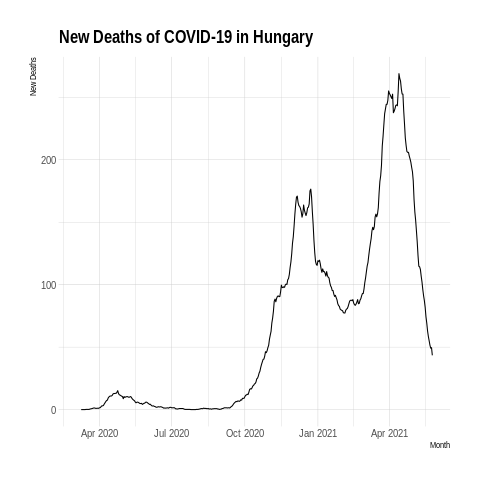 New Deaths of COVID-19 in Hungary
New Deaths
200
100
0
Apr 2020 Jul 2020 Oct 2020 Jan 2021 Apr 2021
Month